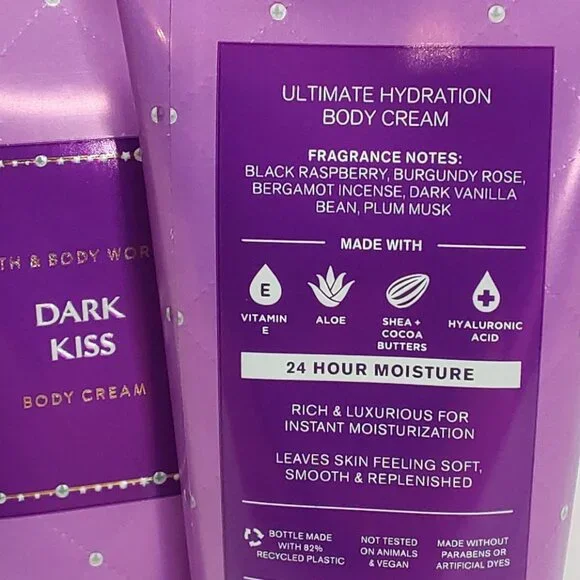 TH & BODY WOR
DARK
KISS
BODY CREAM
ULTIMATE HYDRATION
BODY CREAM
FRAGRANCE NOTES:
BLACK RASPBERRY, BURGUNDY ROSE,
BERGAMOT INCENSE, DARK VANILLA
BEAN, PLUM MUSK
MADE WITH
E
VITAMIN
E
ALOE
SHEA +
COCOA
BUTTERS
HYALURONIC
ACID
24 HOUR MOISTURE
RICH & LUXURIOUS FOR
INSTANT MOISTURIZATION
LEAVES SKIN FEELING SOFT,
SMOOTH & REPLENISHED
BOTTLE MADE
WITH 82%
RECYCLED PLASTIC
NOT TESTED
ON ANIMALS
& VEGAN
MADE WITHOUT
PARABENS OR
ARTIFICIAL DYES